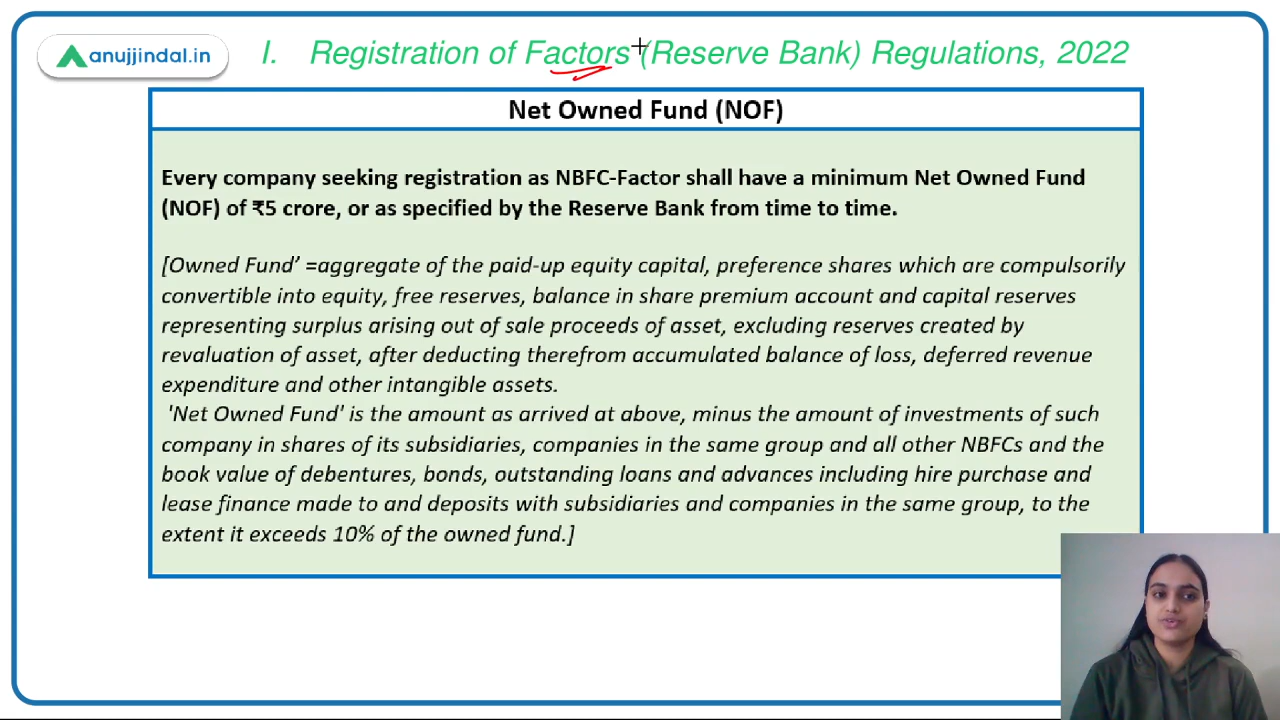 anujjindal.in
I. Registration of Factors (Reserve Bank) Regulations, 2022
Net Owned Fund (NOF)
Every company seeking registration as NBFC-Factor shall have a minimum Net Owned Fund
(NOF) of ₹5 crore, or as specified by the Reserve Bank from time to time.
[Owned Fund’ =aggregate of the paid-up equity capital, preference shares which are compulsorily
convertible into equity, free reserves, balance in share premium account and capital reserves
representing surplus arising out of sale proceeds of asset, excluding reserves created by
revaluation of asset, after deducting therefrom accumulated balance of loss, deferred revenue
expenditure and other intangible assets.
'Net Owned Fund' is the amount as arrived at above, minus the amount of investments of such
company in shares of its subsidiaries, companies in the same group and all other NBFCs and the
book value of debentures, bonds, outstanding loans and advances including hire purchase and
lease finance made to and deposits with subsidiaries and companies in the same group, to the
extent it exceeds 10% of the owned fund.]